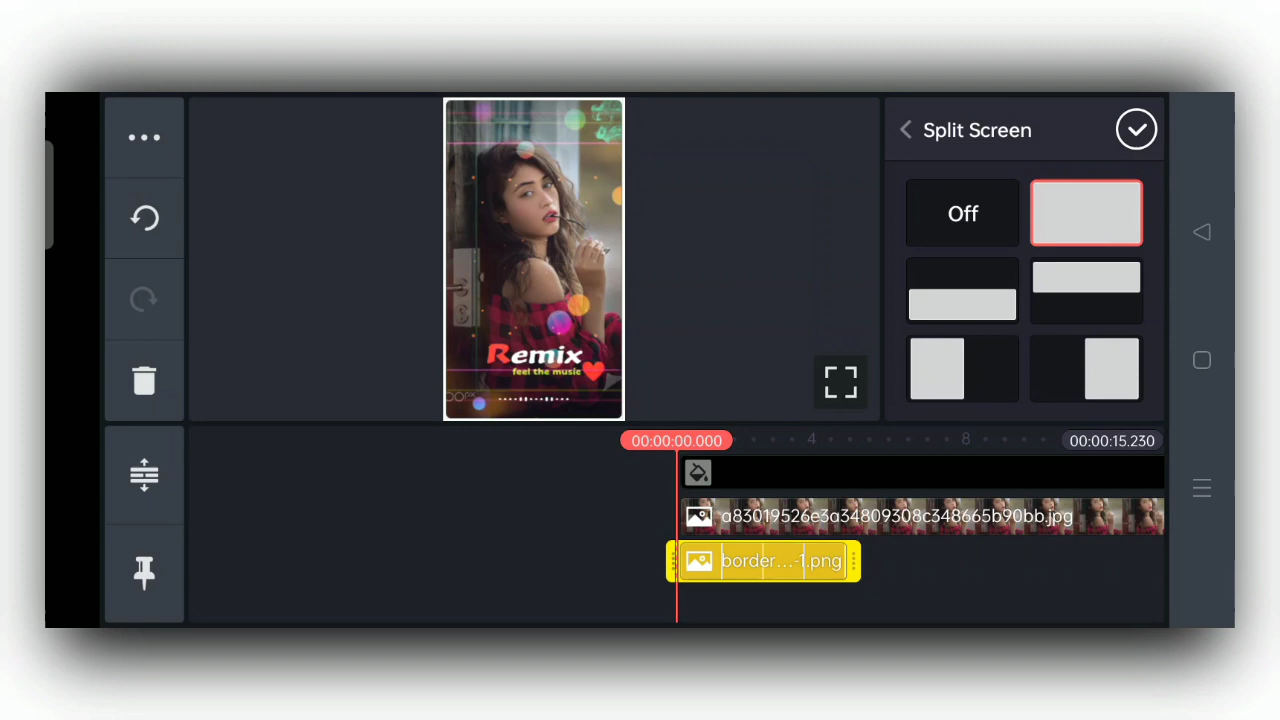 Split Screen
Off
Remix
feel the music
00:00:00.000
4
8
00:00:15.230
a83019526e3a34809308c348665b90bb.jpg
border...-1.png